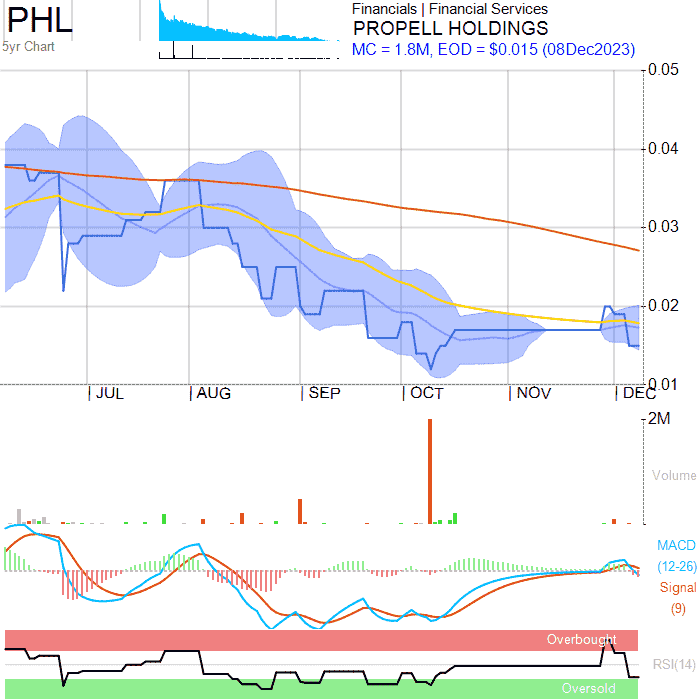 PHL
5yr Chart
Financials | Financial Services
PROPELL HOLDINGS
MC = 1.8M, EOD = $0.015 (08Dec2023)
0.05
0.04
0.03
0.02
0.01
JUL AUG SEP OCT NOV DEC
2M
Volume
MACD
(12-26)
Signal
(9)
Overbought
RSI(14)
Oversold